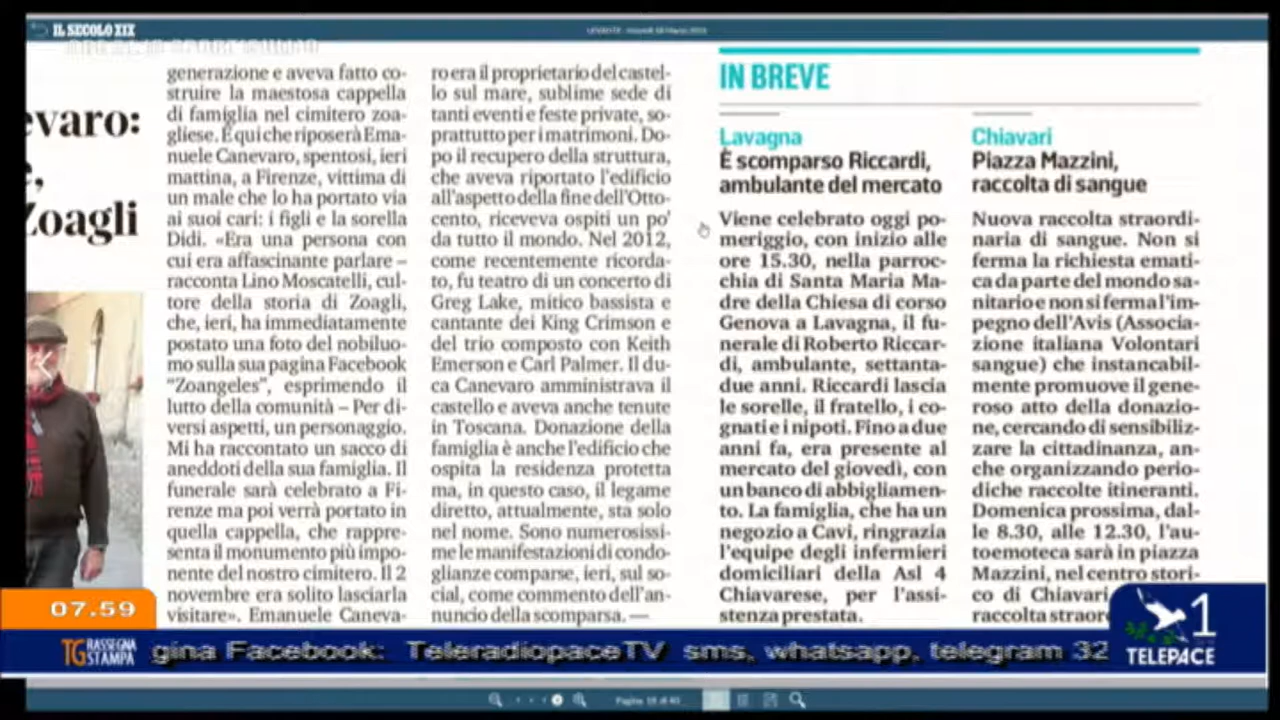 IL SECOLO XIX
evaro:
e,
Zoagli
generazione e aveva fatto co-
struire la maestosa cappella
di famiglia nel cimitero zoa-
gliese. È qui che riposerà Ema-
nuele Canevaro, spentosi, ieri
mattina, a Firenze, vittima di
un male che lo ha portato via
ai suoi cari: i figli e la sorella
Didi. «Era una persona con
cui era affascinante parlare –
racconta Lino Moscatelli, cul-
tore della storia di Zoagli,
che, ieri, ha immediatamente
postato una foto del nobiluo-
mo sulla sua pagina Facebook
“Zoangeles”, esprimendo il
lutto della comunità – Per di-
versi aspetti, un personaggio.
Mi ha raccontato un sacco di
aneddoti della sua famiglia. Il
funerale sarà celebrato a Fi-
renze ma poi verrà portato in
quella cappella, che rappre-
senta il monumento più impo-
nente del nostro cimitero. Il 2
novembre era solito lasciarla
visitare». Emanuele Caneva-
ro era il proprietario del castel-
lo sul mare, sublime sede di
tanti eventi e feste private, so-
prattutto per i matrimoni. Do-
po il recupero della struttura,
che aveva riportato l'edificio
all'aspetto della fine dell'Otto-
cento, riceveva ospiti un po'
da tutto il mondo. Nel 2012,
come recentemente ricorda-
to, fu teatro di un concerto di
Greg Lake, mitico bassista e
cantante dei King Crimson e
del trio composto con Keith
Emerson e Carl Palmer. Il du-
ca Canevaro amministrava il
castello e aveva anche tenute
in Toscana. Donazione della
famiglia è anche l'edificio che
ospita la residenza protetta
ma, in questo caso, il legame
diretto, attualmente, sta solo
nel nome. Sono numerosissi-
me le manifestazioni di condo-
glianze comparse, ieri, sul so-
cial, come commento dell'an-
nuncio della scomparsa. —
IN BREVE
Lavagna
È scomparso Riccardi,
ambulante del mercato
Viene celebrato oggi po-
meriggio, con inizio alle
ore 15.30, nella parroc-
chia di Santa Maria Ma-
dre della Chiesa di corso
Genova a Lavagna, il fu-
nerale di Roberto Riccar-
di, ambulante, settanta-
due anni. Riccardi lascia
le sorelle, il fratello, i co-
gnati e i nipoti. Fino a due
anni fa, era presente al
mercato del giovedì, con
un banco di abbigliamen-
to. La famiglia, che ha un
negozio a Cavi, ringrazia
l'equipe degli infermieri
domiciliari della Asl 4
Chiavarese, per l'assi-
stenza prestata.
Chiavari
Piazza Mazzini,
raccolta di sangue
Nuova raccolta straordi-
naria di sangue. Non si
ferma la richiesta emati-
ca da parte del mondo sa-
nitario e non si ferma l'im-
pegno dell'Avis (Associa-
zione italiana Volontari
sangue) che instancabil-
mente promuove il gene-
roso atto della donazio-
ne, cercando di sensibiliz-
zare la cittadinanza, an-
che organizzando perio-
diche raccolte itineranti.
Domenica prossima, dal-
le 8.30, alle 12.30, l'au-
toemoteca sarà in piazza
Mazzini, nel centro stori-
co di Chiavari
raccolta straor
07.59
TG RASSEGNA STAMPA
gina Facebook: TeleradiopaceTV sms, whatsapp, telegram 32
1
TELEPACE